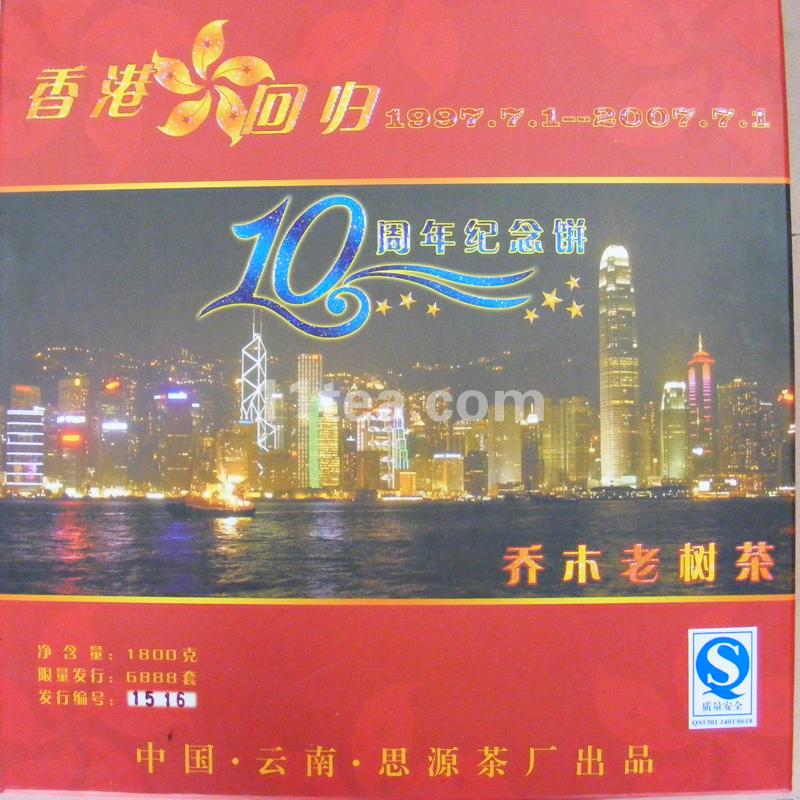 香港回归 1997.7.1--2007.7.1
10周年纪念饼
11tea.com
乔木老树茶
净含量：1800克
限量发行：6888套
发行编号：1516
S
质量安全
QS5301 1401 0618
中国·云南·思源茶厂出品